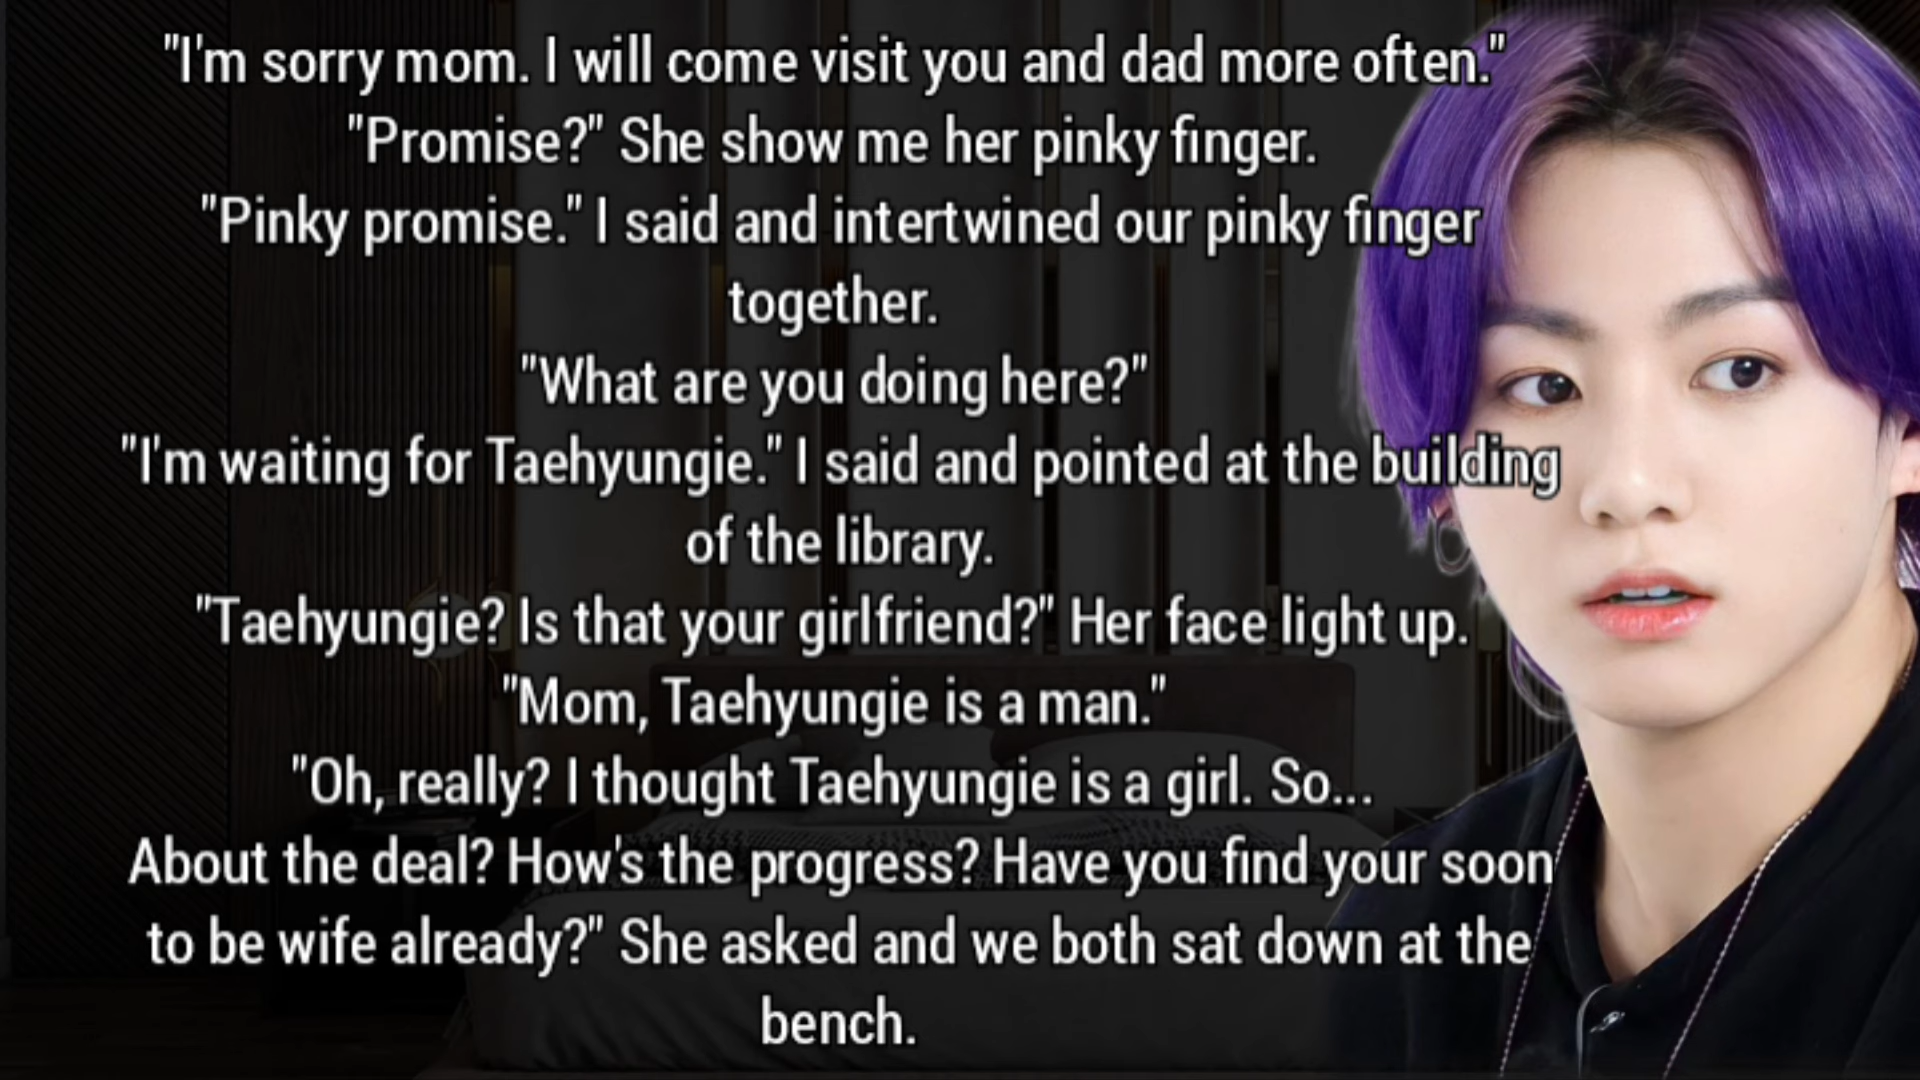 "I'm sorry mom. I will come visit you and dad more often."
"Promise?" She show me her pinky finger.
"Pinky promise." I said and intertwined our pinky finger
together.
"What are you doing here?"
"I'm waiting for Taehyungie." I said and pointed at the building
of the library.
"Taehyungie? Is that your girlfriend?" Her face light up.
"Mom, Taehyungie is a man."
"Oh, really? I thought Taehyungie is a girl. So...
About the deal? How's the progress? Have you find your soon
to be wife already?" She asked and we both sat down at the
bench.